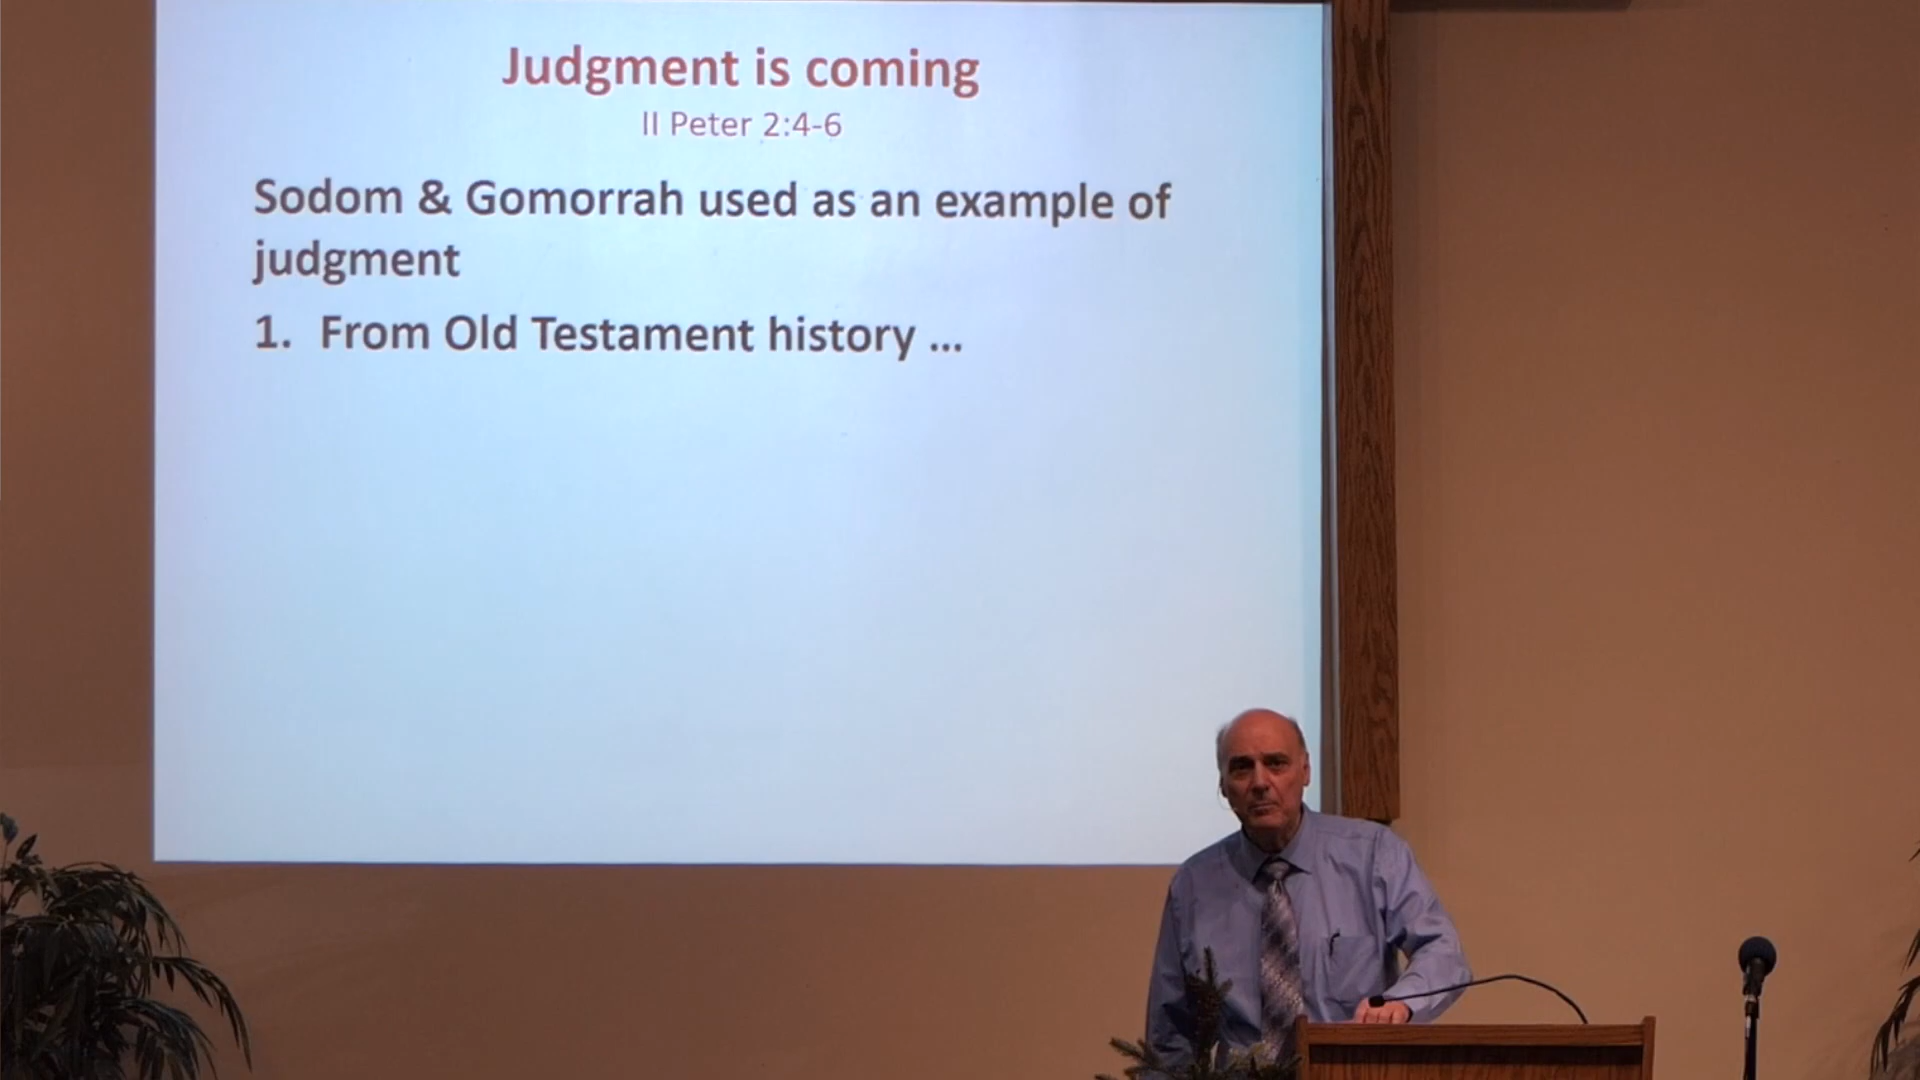 Judgment is coming
II Peter 2:4-6
Sodom & Gomorrah used as an example of
judgment
1. From Old Testament history ...